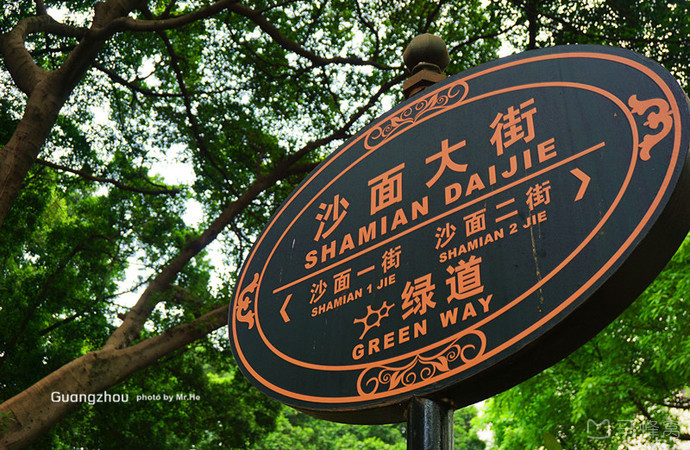 沙面大街
SHAMIAN DAIJIE
沙面一街
SHAMIAN 1 JIE
沙面二街
SHAMIAN 2 JIE
绿道
GREEN WAY
Guangzhou photo by Mr.He